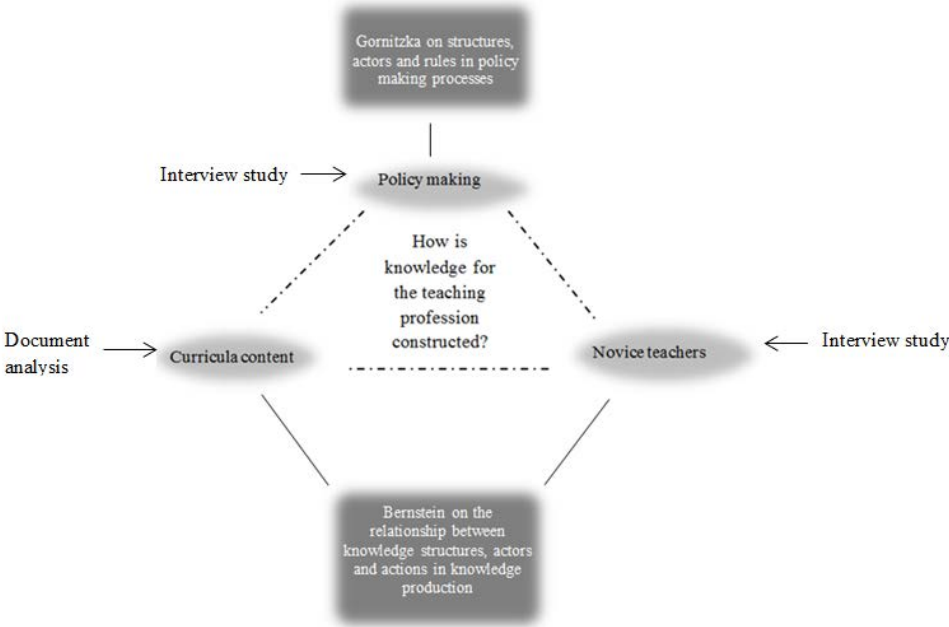 Gornitzka on structures,
actors and rules in policy
making processes
Interview study
Policy making
How is
knowledge for
the teaching
profession
constructed?
Document
analysis
Curricula content
Novice teachers
Interview study
Bernstein on the
relationship between
knowledge structures, actors
and actions in knowledge
production